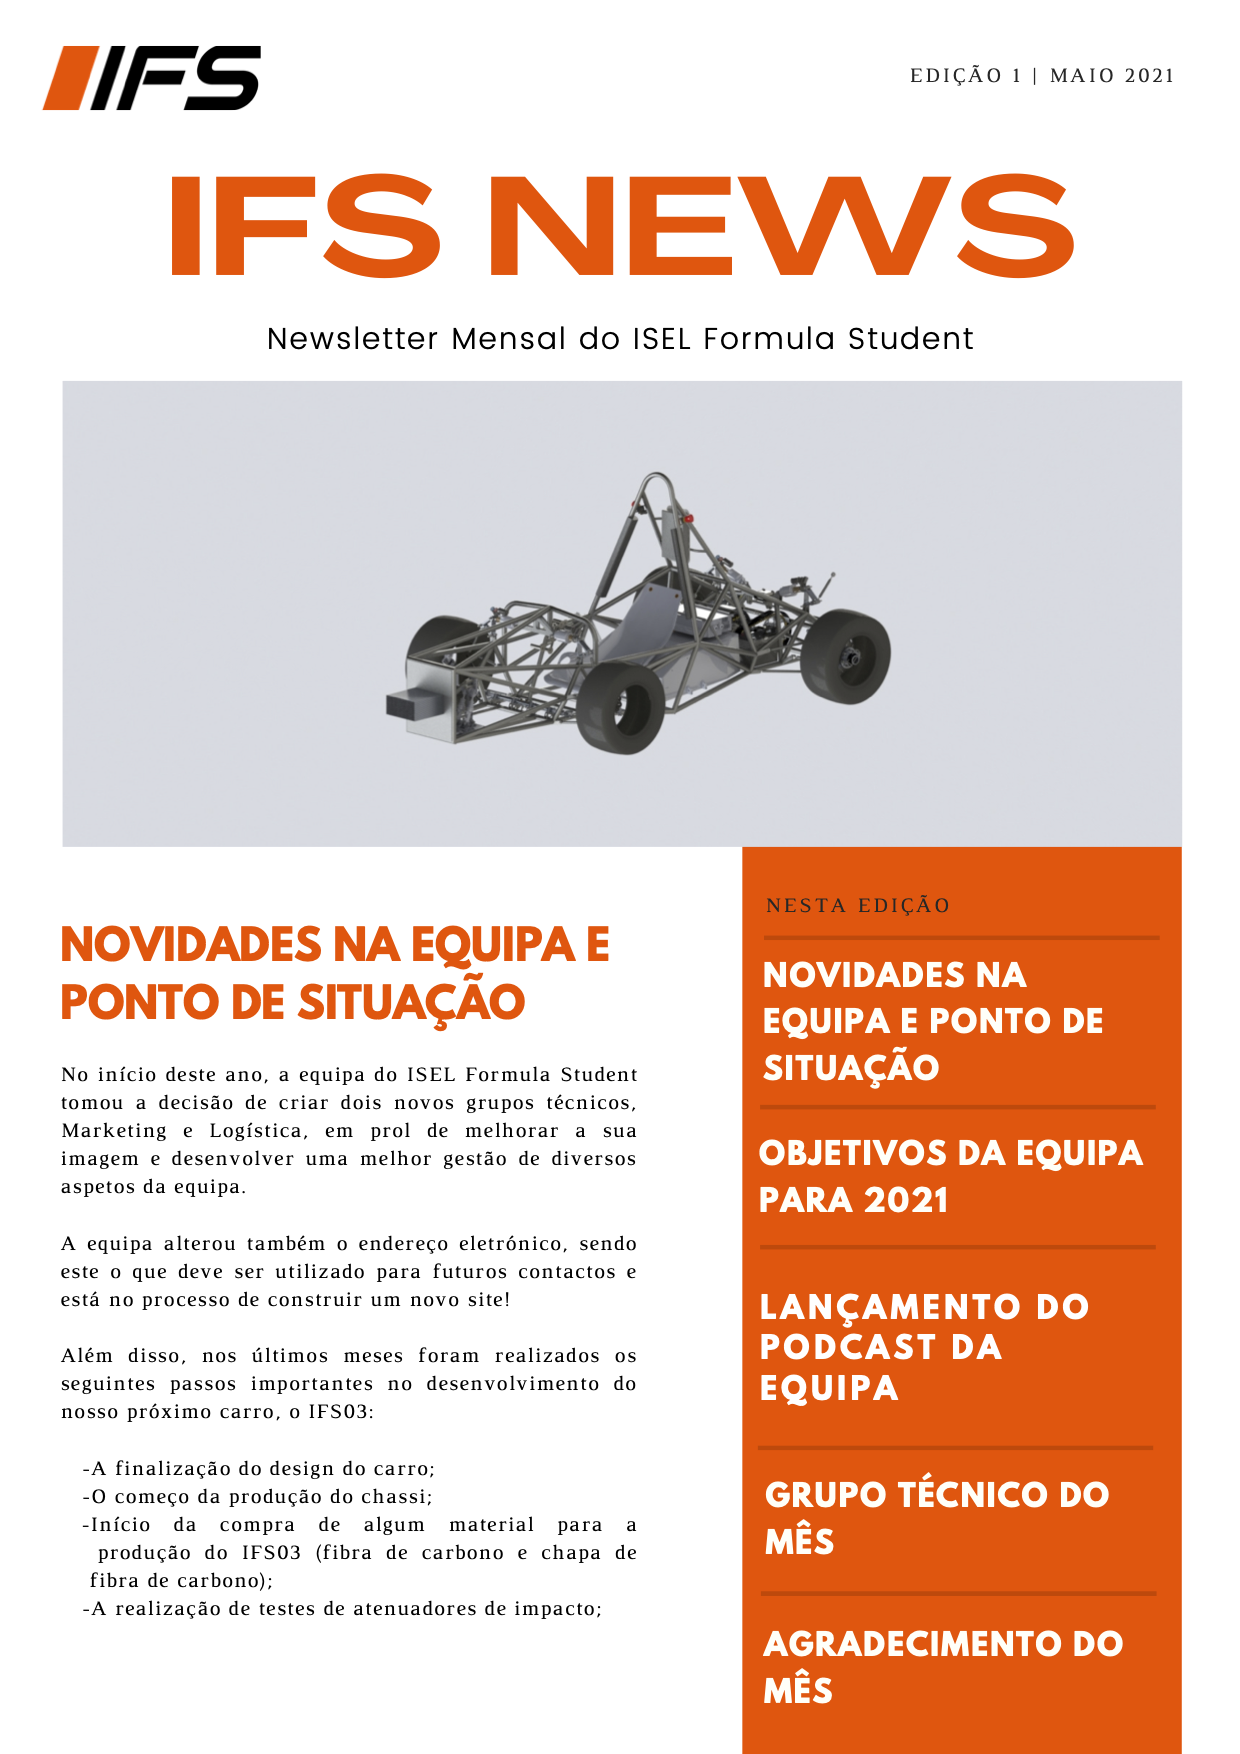 IFS
EDIÇÃO 1 | MAIO 2021
IFS NEWS
Newsletter Mensal do ISEL Formula Student
NOVIDADES NA EQUIPA E
PONTO DE SITUAÇÃO
No início deste ano, a equipa do ISEL Formula Student
tomou a decisão de criar dois novos grupos técnicos,
Marketing e Logística, em prol de melhorar a sua
imagem e desenvolver uma melhor gestão de diversos
aspetos da equipa.
A equipa alterou também o endereço eletrónico, sendo
este o que deve ser utilizado para futuros contactos e
está no processo de construir um novo site!
Além disso, nos últimos meses foram realizados os
seguintes passos importantes no desenvolvimento do
nosso próximo carro, o IFS03:
-A finalização do design do carro;
-O começo da produção do chassi;
-Início da compra de algum material para a
produção do IFS03 (fibra de carbono e chapa de
fibra de carbono);
-A realização de testes de atenuadores de impacto;
NESTA EDIÇÃO
NOVIDADES NA
EQUIPA E PONTO DE
SITUAÇÃO
OBJETIVOS DA EQUIPA
PARA 2021
LANÇAMENTO DO
PODCAST DA
EQUIPA
GRUPO TÉCNICO DO
MÊS
AGRADECIMENTO DO
MÊS